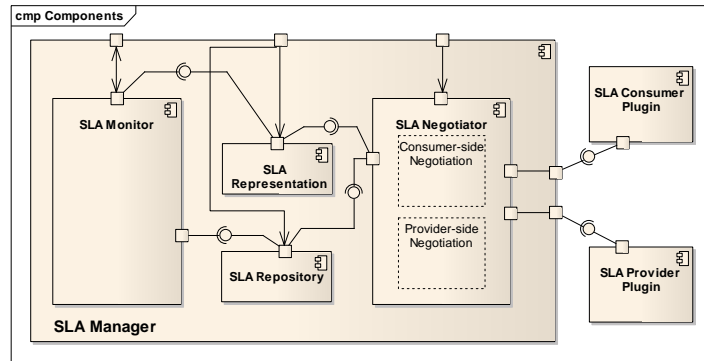 cmp Components
SLA Monitor
SLA
Representation
SLA Repository
SLA Negotiator
Consumer-side
Negotiation
Provider-side
Negotiation
SLA Consumer
Plugin
SLA Provider
Plugin
SLA Manager